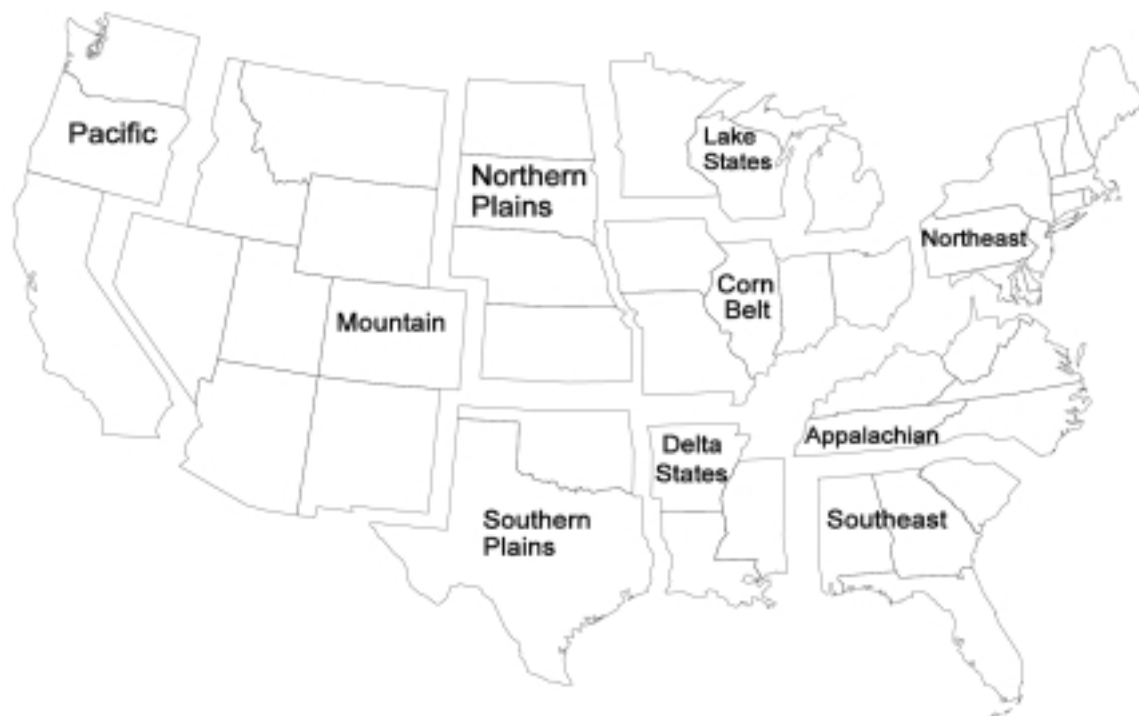 Pacific
Lake
States
Northern
Plains
Northeast
Corn
Belt
Mountain
Delta
States
Appalachian
Southern
Plains
Southeast